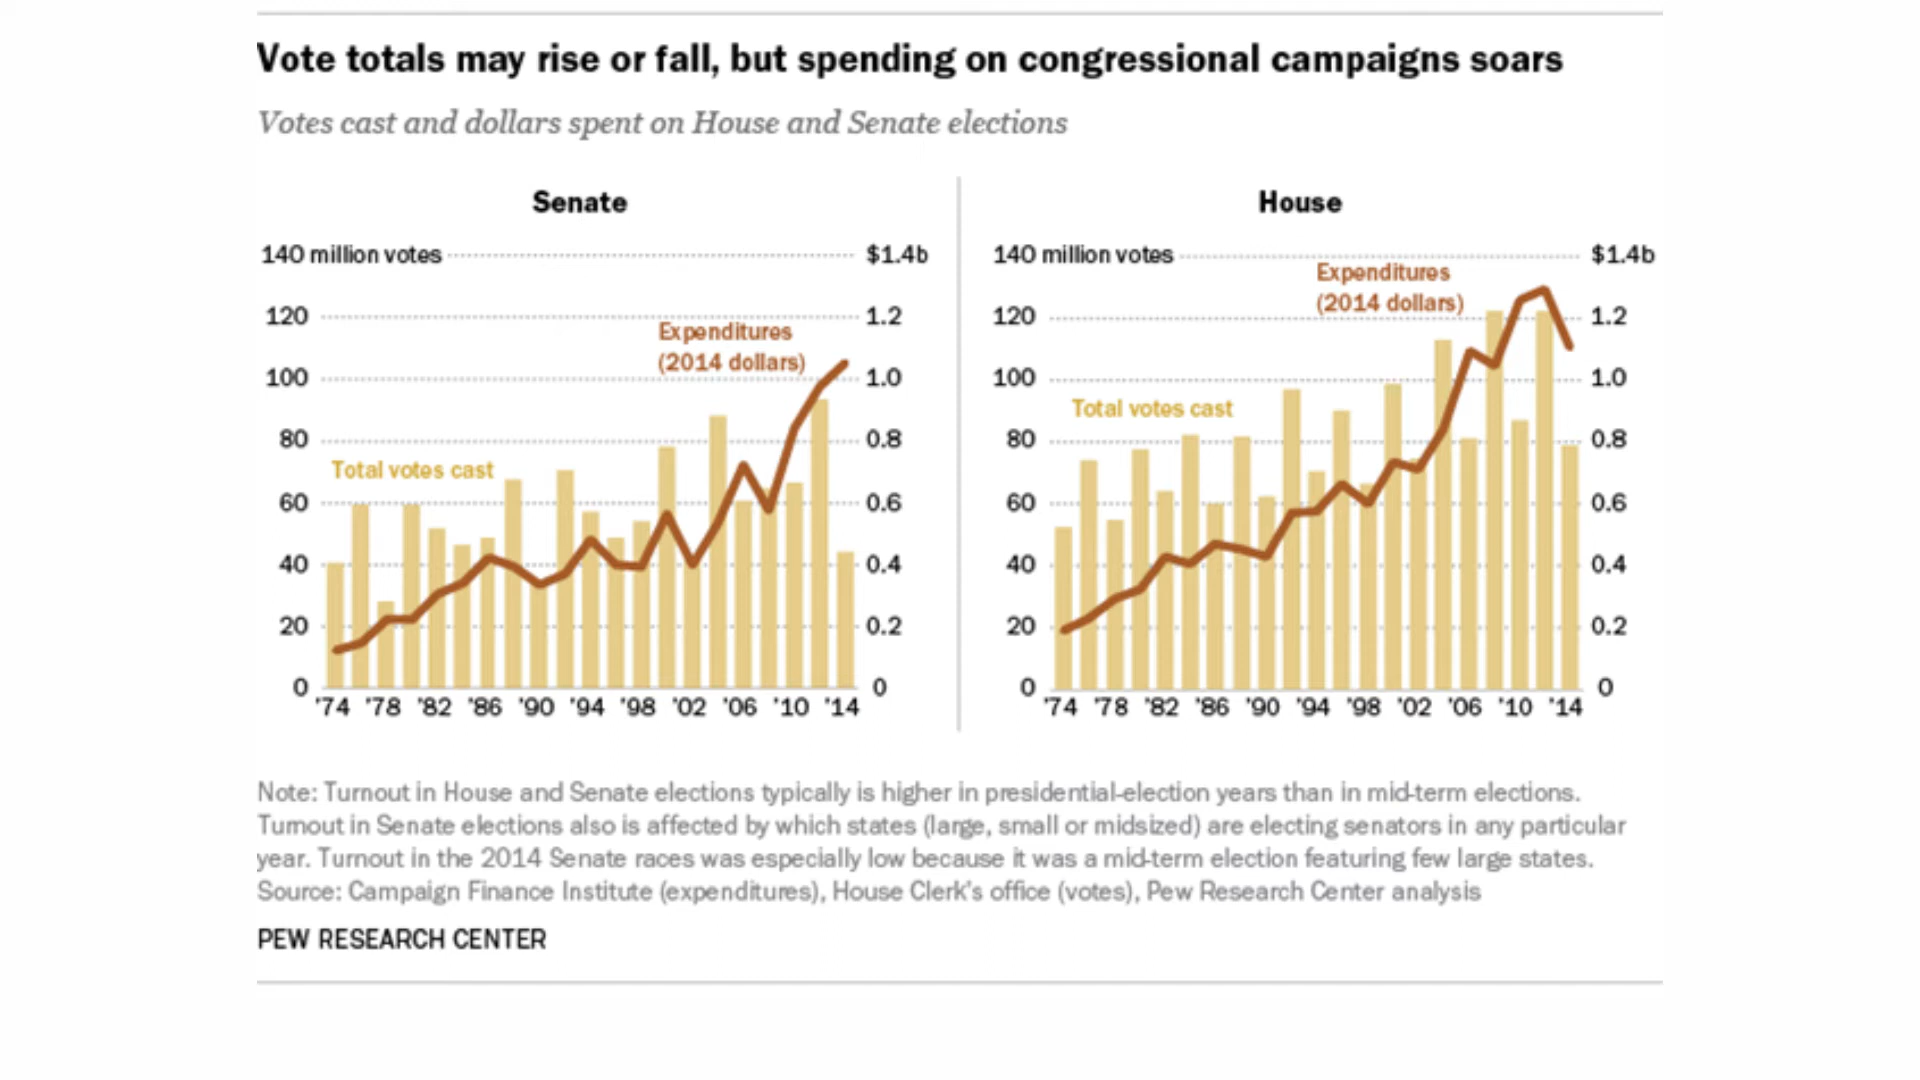 Vote totals may rise or fall, but spending on congressional campaigns soars
Votes cast and dollars spent on House and Senate elections
Senate
140 million votes $1.4b
120 1.2
Expenditures
(2014 dollars)
100 1.0
80 0.8
Total votes cast
60 0.6
40 0.4
20 0.2
0 0
'74 '78 '82 '86 '90 '94 '98 '02 '06 '10 '14
House
140 million votes $1.4b
Expenditures
(2014 dollars)
120 1.2
100 1.0
Total votes cast
80 0.8
60 0.6
40 0.4
20 0.2
0 0
'74 '78 '82 '86 '90 '94 '98 '02 '06 '10 '14
Note: Turnout in House and Senate elections typically is higher in presidential-election years than in mid-term elections.
Turnout in Senate elections also is affected by which states (large, small or midsized) are electing senators in any particular
year. Turnout in the 2014 Senate races was especially low because it was a mid-term election featuring few large states.
Source: Campaign Finance Institute (expenditures), House Clerk's office (votes), Pew Research Center analysis
PEW RESEARCH CENTER